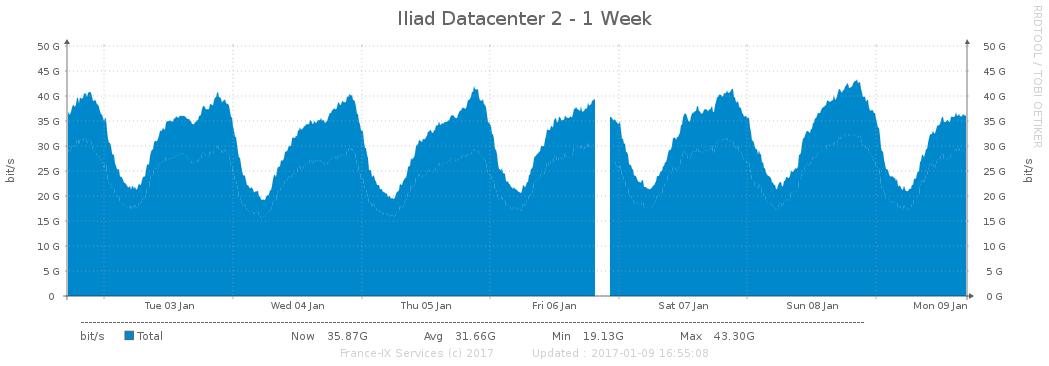 Iliad Datacenter 2 - 1 Week
RRDTOOL / TOBI OETIKER
bit/s
50 G 50 G
45 G 45 G
40 G 40 G
35 G 35 G
30 G 30 G
25 G 25 G
20 G 20 G
15 G 15 G
10 G 10 G
5 G 5 G
0 0 G
bit/s
Tue 03 Jan Wed 04 Jan Thu 05 Jan Fri 06 Jan Sat 07 Jan Sun 08 Jan Mon 09 Jan
bit/s Total Now 35.87G Avg 31.66G Min 19.13G Max 43.30G
France-IX Services (c) 2017 Updated : 2017-01-09 16:55:08